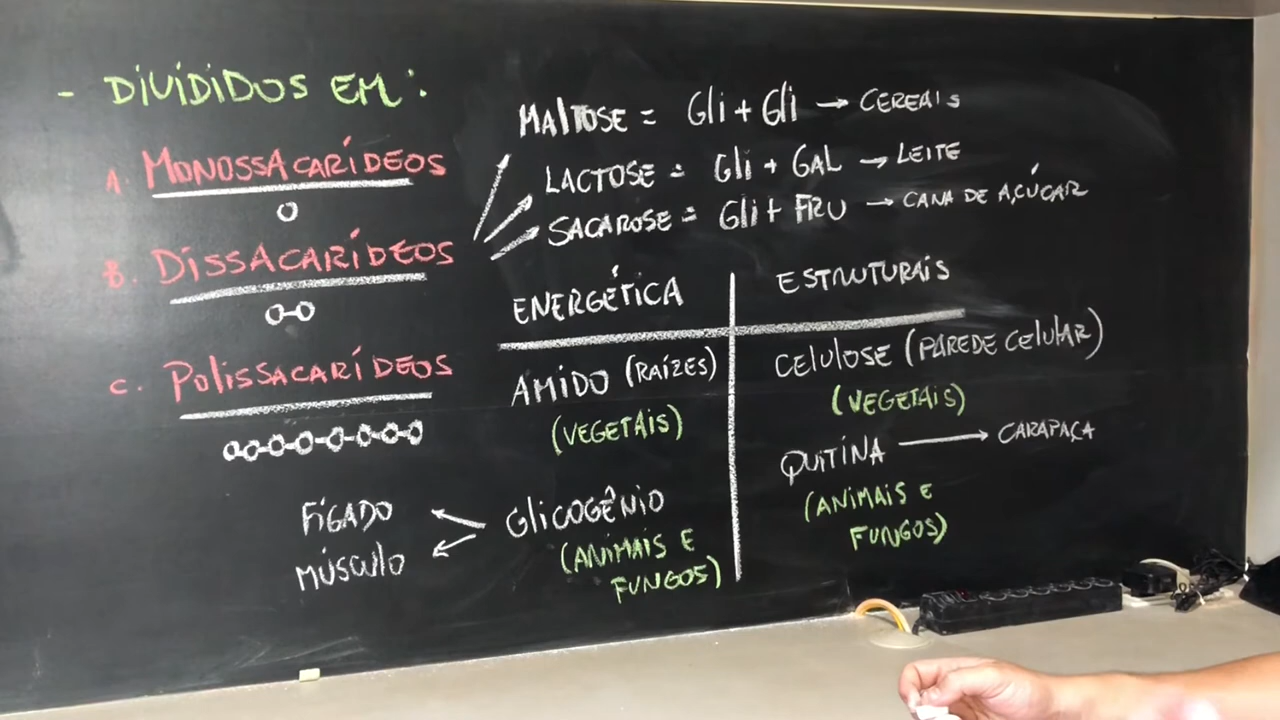 - DIVIDIDOS EM:
A. MONOSSACARÍDEOS
B. DISSACARÍDEOS
C. POLISSACARÍDEOS
MALTOSE = Gli + Gli → CEREAIS
LACTOSE = Gli + GAL → LEITE
SACAROSE = Gli + FRU → CANA DE AÇÚCAR
ENERGÉTICA
AMIDO (RAÍZES)
(VEGETAIS)
GLICOGÊNIO
(ANIMAIS E
FUNGOS)
FÍGADO
MÚSCULO
ESTRUTURAIS
CELULOSE (PAREDE CELULAR)
(VEGETAIS)
QUITINA → CARAPAÇA
(ANIMAIS E
FUNGOS)